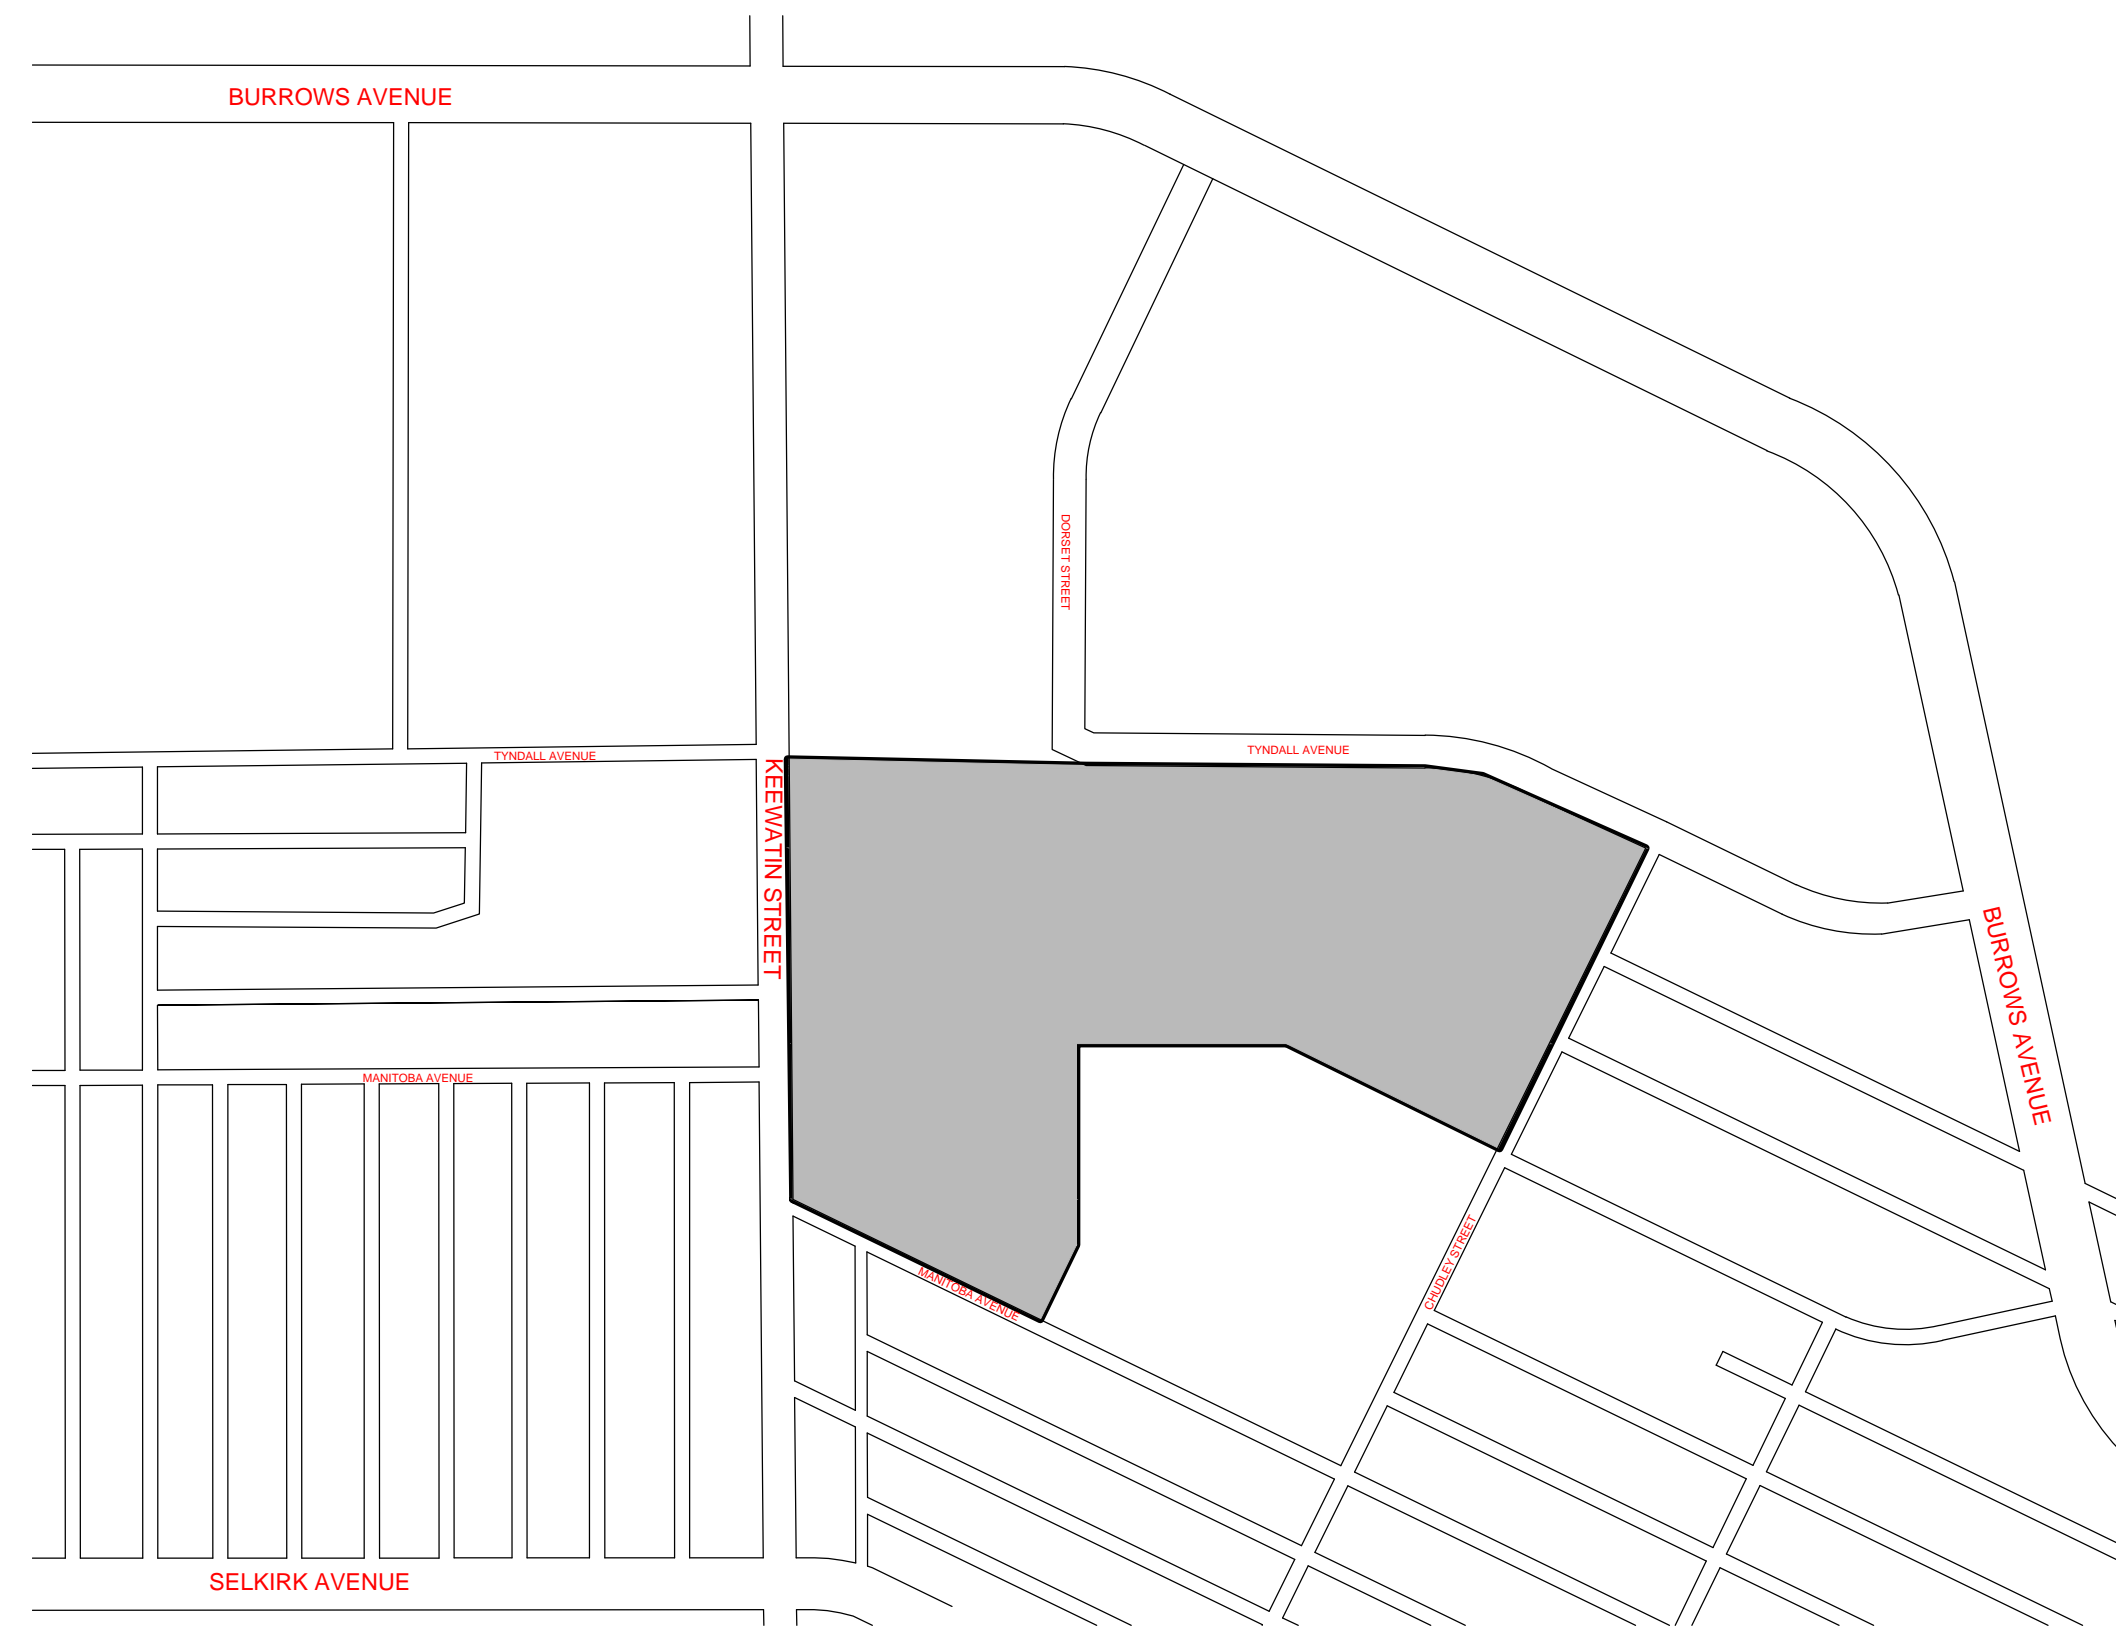 BURROWS AVENUE
DORSET STREET
TYNDALL AVENUE
TYNDALL AVENUE
KEEWATIN STREET
BURROWS AVENUE
MANITOBA AVENUE
CHUDLEY STREET
MANITOBA AVENUE
SELKIRK AVENUE